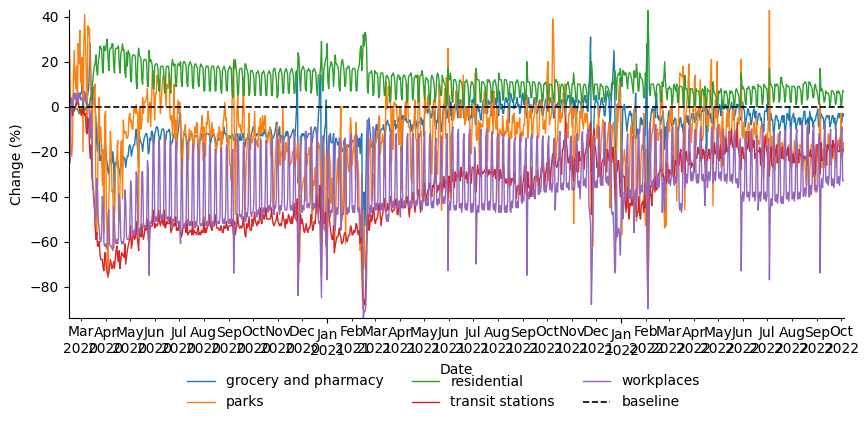 40
20
0
−20
−40
−60
−80
Change (%)
Mar Apr May Jun Jul Aug Sep Oct Nov Dec Jan Feb Mar Apr May Jun Jul Aug Sep Oct Nov Dec Jan Feb Mar Apr May Jun Jul Aug Sep Oct
2020 2020 2020 2020 2020 2020 2020 2020 2020 2020 2021 2021 2021 2021 2021 2021 2021 2021 2021 2021 2021 2021 2022 2022 2022 2022 2022 2022 2022 2022 2022 2022
Date
grocery and pharmacy residential workplaces
parks transit stations baseline